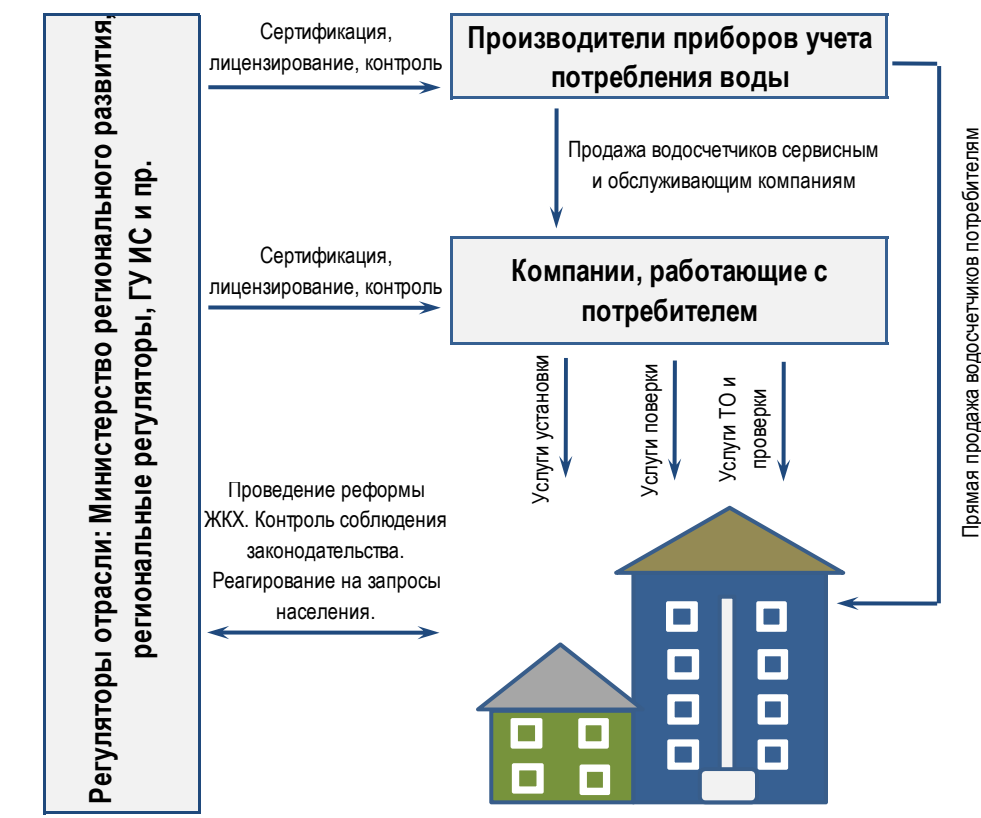 Регуляторы отрасли: Министерство регионального развития,
региональные регуляторы, ГУ ИС и пр.
Сертификация,
лицензирование, контроль
Производители приборов учета
потребления воды
Продажа водосчетчиков сервисным
и обслуживающим компаниям
Прямая продажа водосчетчиков потребителям
Сертификация,
лицензирование, контроль
Компании, работающие с
потребителем
Услуги установки
Услуги поверки
Услуги ТО и
проверки
Проведение реформы
ЖКХ. Контроль соблюдения
законодательства.
Реагирование на запросы
населения.